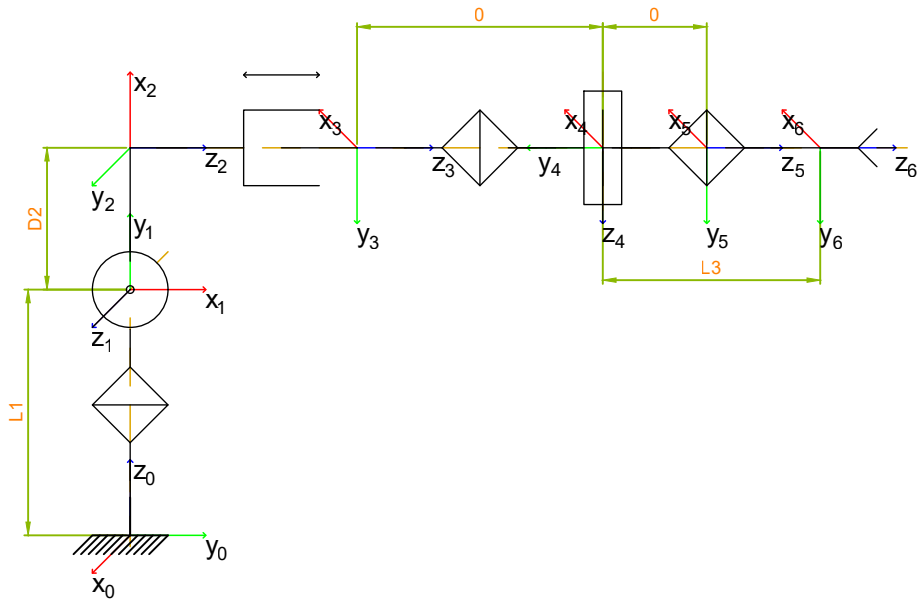 0
0
x₂
x₃
x₄
x₅
x₆
z₂
z₃
y₄
z₅
z₆
y₂
D2
y₁
y₃
z₄
y₅
y₆
L3
x₁
z₁
L1
z₀
y₀
x₀